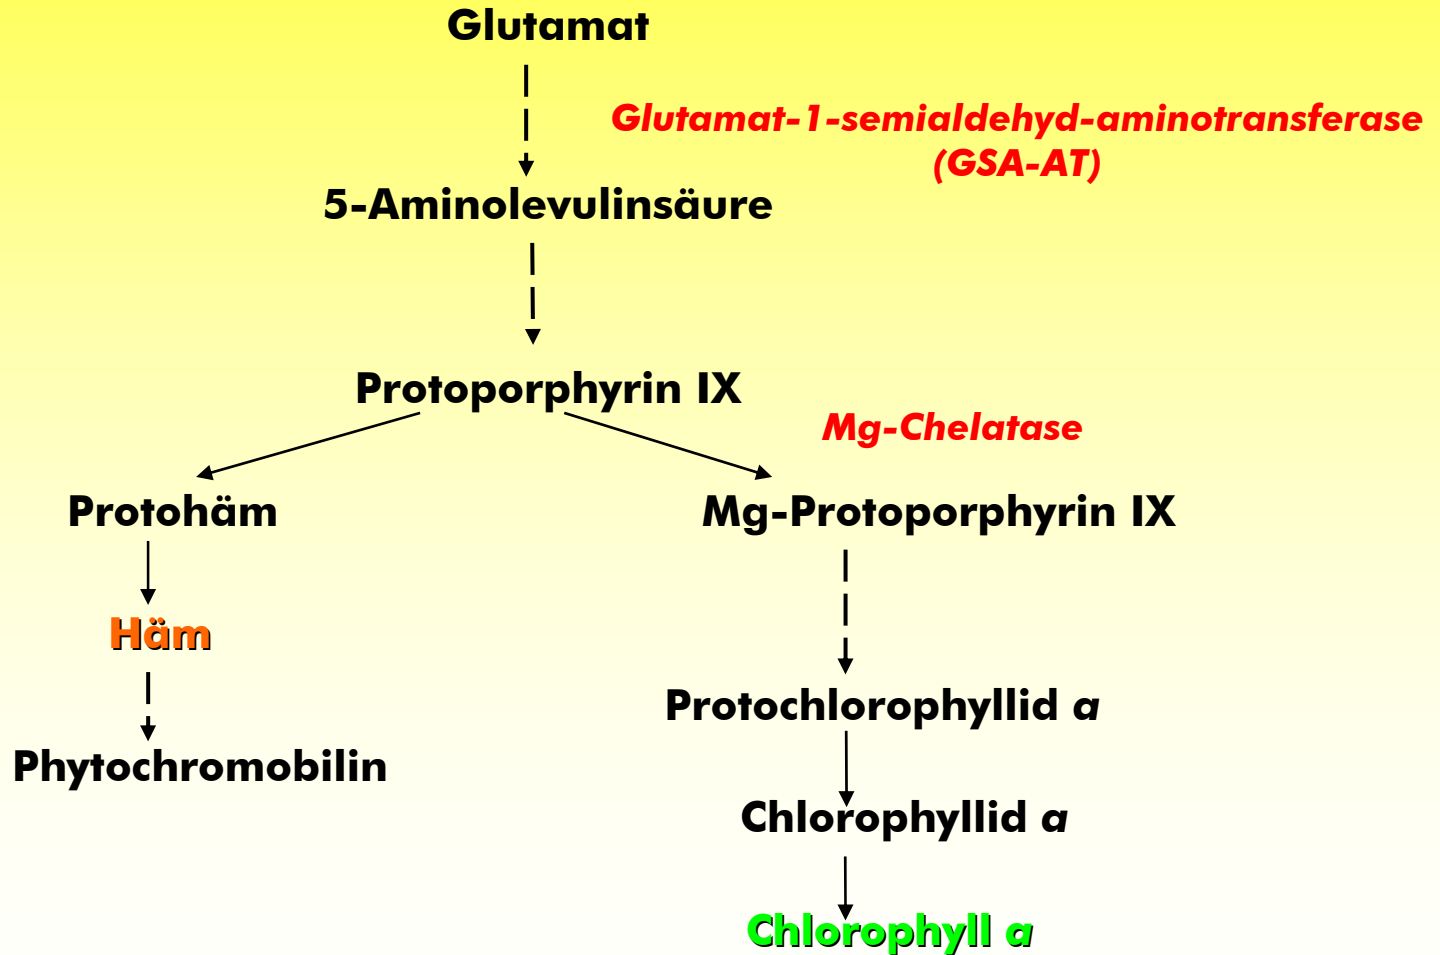 Glutamat
Glutamat-1-semialdehyd-aminotransferase
(GSA-AT)
5-Aminolevulinsäure
Protoporphyrin IX
Mg-Chelatase
Protohäm
Mg-Protoporphyrin IX
Häm
Protochlorophyllid a
Phytochromobilin
Chlorophyllid a
Chlorophyll a